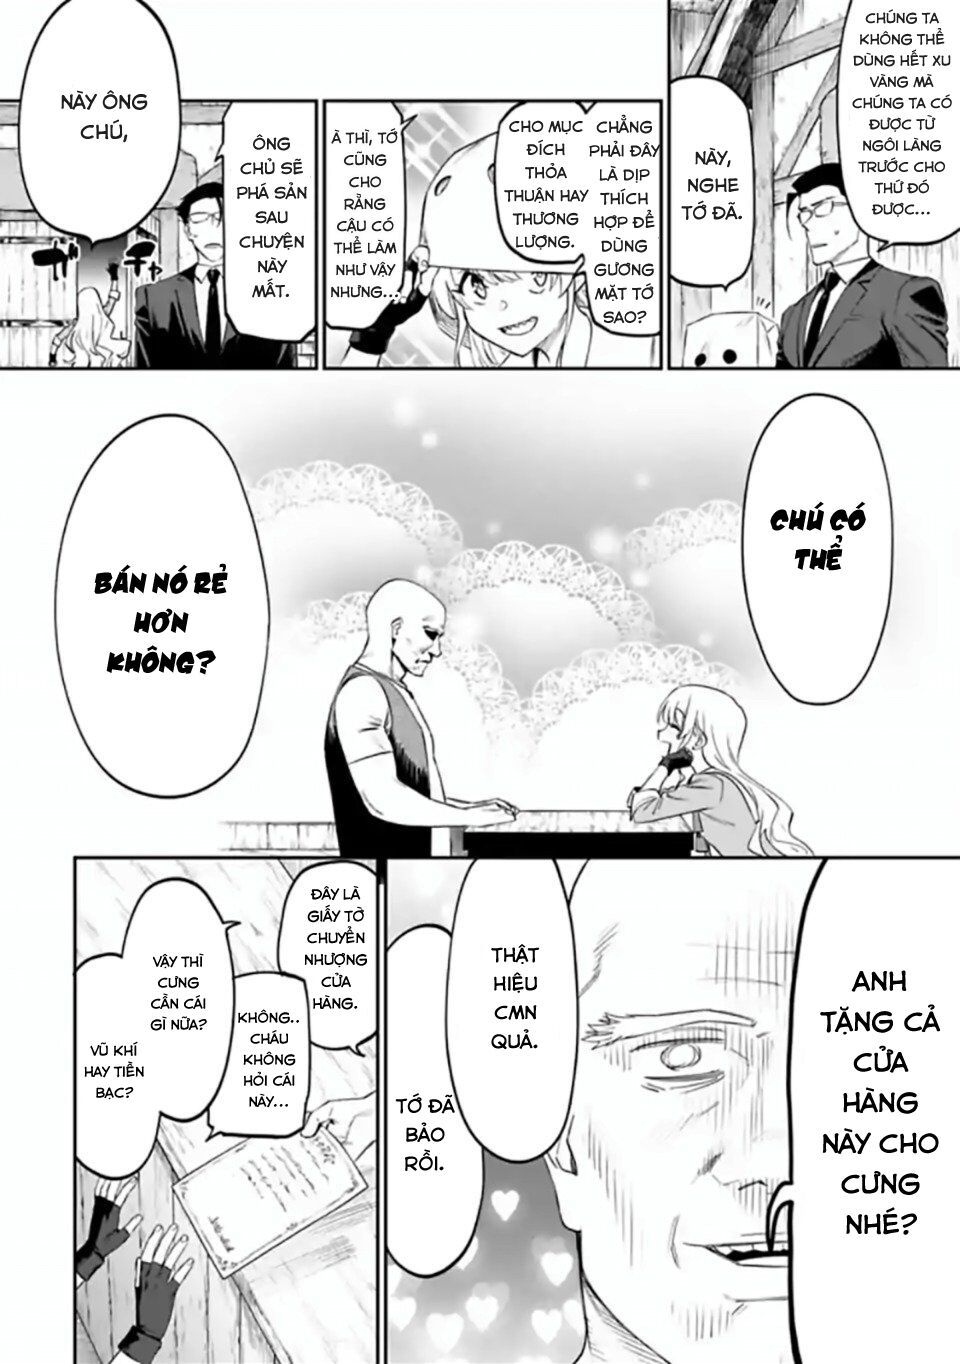 CHÚNG TA
KHÔNG THỂ
DÙNG HẾT XU
VÀNG MÀ
CHÚNG TA CÓ
ĐƯỢC TỪ
NGÔI LÀNG
TRƯỚC CHO
THỨ ĐÓ
ĐƯỢC...
NÀY,
NGHE
TỚ ĐÃ.
CHẲNG
PHẢI ĐÂY
LÀ DỊP
THÍCH
HỢP ĐỂ
DÙNG
GƯƠNG
MẶT TỚ
SAO?
CHO MỤC
ĐÍCH
THỎA
THUẬN HAY
THƯƠNG
LƯỢNG.
À THÌ, TỚ
CŨNG
CHO
RẰNG
CẬU CÓ
THỂ LÀM
NHƯ VẬY
NHƯNG...
ÔNG
CHỦ SẼ
PHÁ SẢN
SAU
CHUYỆN
NÀY
MẤT.
NÀY ÔNG
CHÚ,
CHÚ CÓ
THỂ
BÁN NÓ RẺ
HƠN
KHÔNG?
ANH
TẶNG CẢ
CỬA
HÀNG
NÀY CHO
CƯNG
NHÉ?
THẬT
HIỆU
CMN
QUẢ.
TỚ ĐÃ
BẢO
RỒI.
ĐÂY LÀ
GIẤY TỜ
CHUYỂN
NHƯỢNG
CỬA
HÀNG.
KHÔNG..
CHÁU
KHÔNG
HỎI CÁI
NÀY...
VẬY THÌ
CƯNG
CẦN CÁI
GÌ NỮA?
VŨ KHÍ
HAY TIỀN
BẠC?